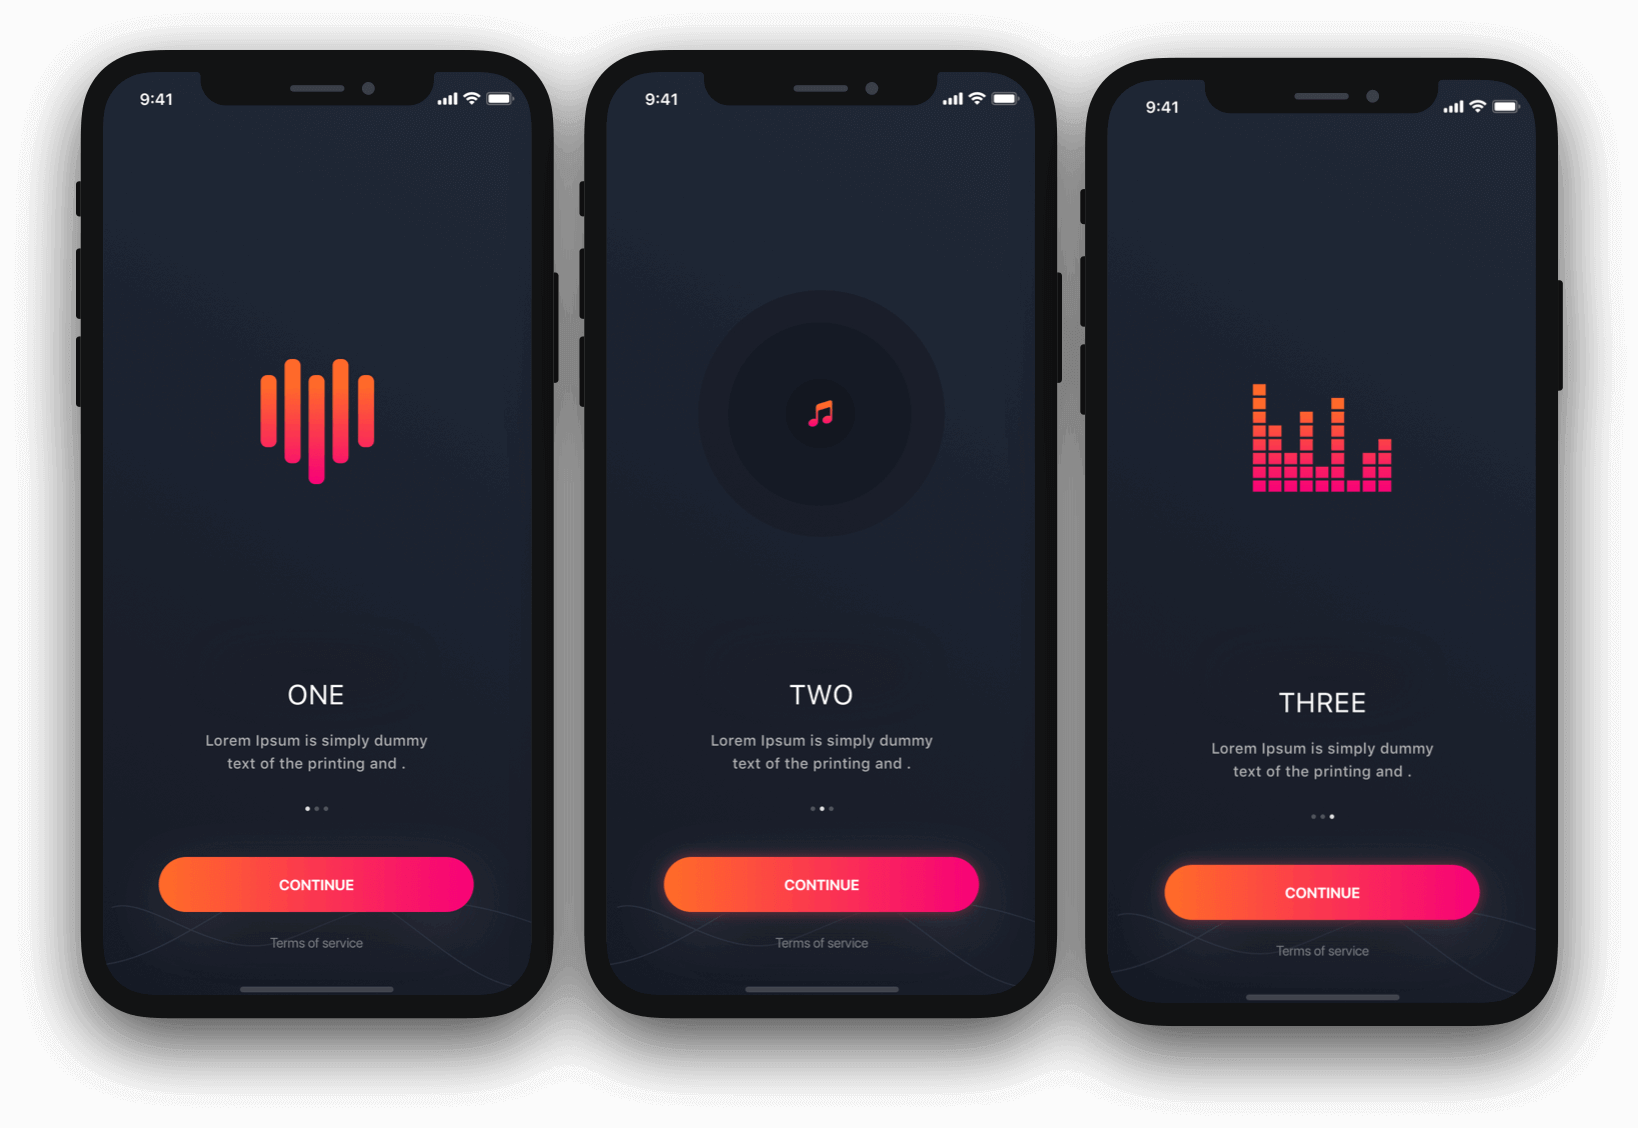 9:41
ONE
Lorem Ipsum is simply dummy
text of the printing and .
CONTINUE
Terms of service
9:41
TWO
Lorem Ipsum is simply dummy
text of the printing and .
CONTINUE
Terms of service
9:41
THREE
Lorem Ipsum is simply dummy
text of the printing and .
CONTINUE
Terms of service